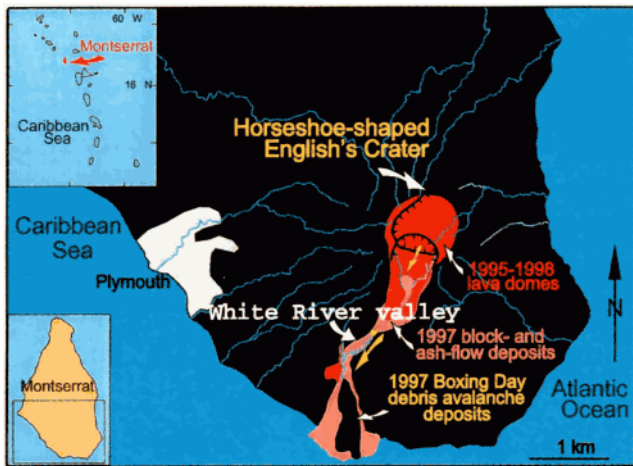 60 W
Montserrat
16 N
Caribbean
Sea
Horseshoe-shaped
English's Crater
Caribbean
Sea
Plymouth
1995-1998
lava domes
White River valley
1997 block- and
ash-flow deposits
N
Montserrat
1997 Boxing Day
debris avalanche
deposits
Atlantic
Ocean
1 km